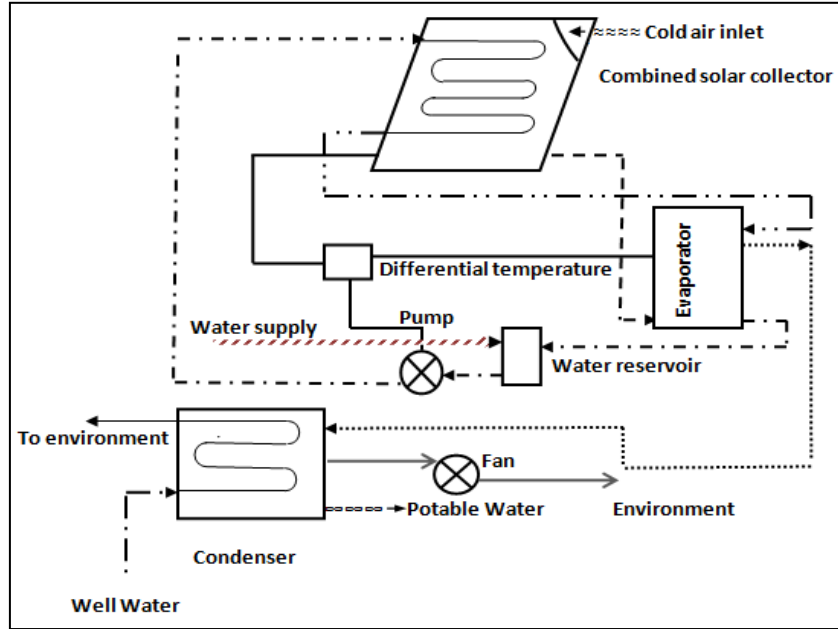 Cold air inlet
Combined solar collector
Evaporator
Differential temperature
Water supply
Pump
Water reservoir
To environment
Fan
Potable Water
Environment
Condenser
Well Water